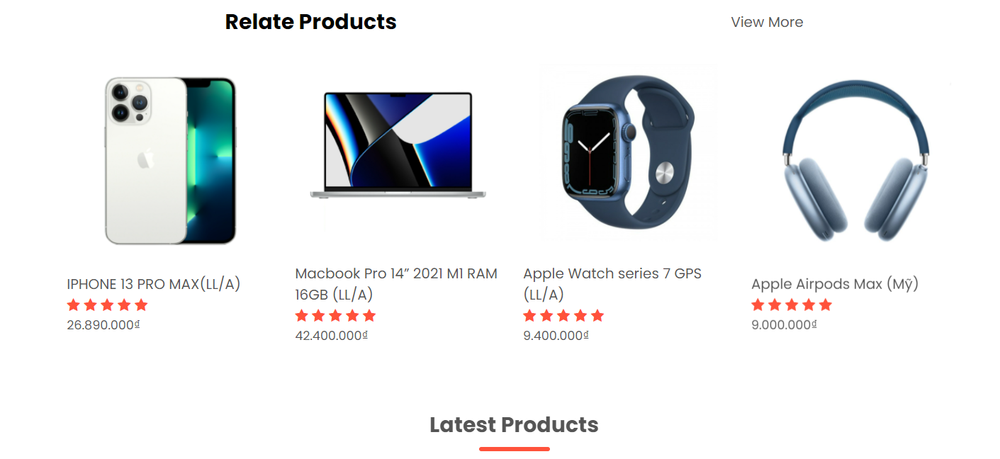 Relate Products
View More
IPHONE 13 PRO MAX(LL/A)
26.890.000₫
Macbook Pro 14” 2021 M1 RAM
16GB (LL/A)
42.400.000₫
Apple Watch series 7 GPS
(LL/A)
9.400.000₫
Apple Airpods Max (Mỹ)
9.000.000₫
Latest Products